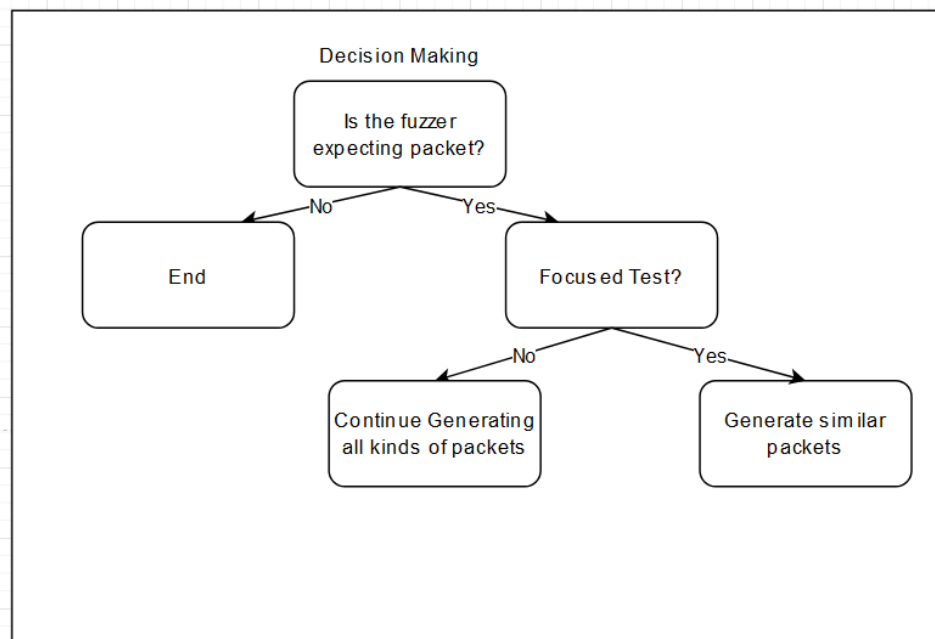 Decision Making
Is the fuzzer
expecting packet?
No
Yes
End
Focused Test?
No
Yes
Continue Generating
all kinds of packets
Generate similar
packets